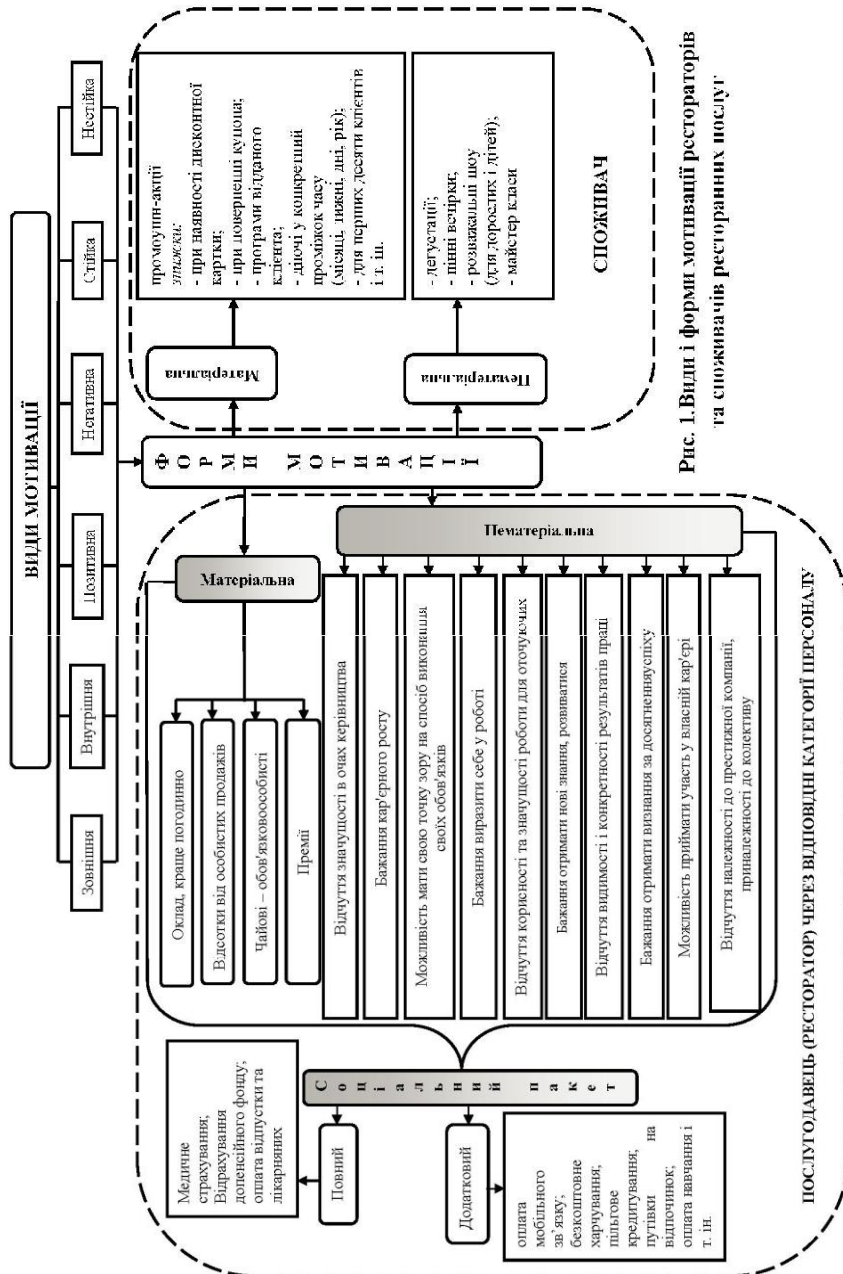 ВИДИ МОТИВАЦІЇ
Зовнішня
Внутрішня
Позитивна
Негативна
Стійка
Нестійка
ФОРМИ МОТИВАЦІЇ
Матеріальна
Оклад, краще погодинно
Відсотки від особистих продажів
Чайові – обов'язковоособисті
Премії
Нематеріальна
Відчуття значущості в очах керівництва
Бажання кар'єрного росту
Можливість мати свою точку зору на спосіб виконання
своїх обов'язків
Бажання виразити себе у роботі
Відчуття корисності та значущості роботи для оточуючих
Бажання отримати нові знання, розвиватися
Відчуття видимості і конкретності результатів праці
Бажання отримати визнання за досягненняуспіху
Можливість приймати участь у власній кар'єрі
Відчуття належності до престижної компанії,
приналежності до колективу
Соціальний пакет
Повний
Медичне
страхування;
Відрахування
допенсійного фонду;
оплата відпустки та
лікарняних
Додатковий
оплата
мобільного
зв'язку;
безкоштовне
харчування;
пільгове
кредитування;
путівки на
відпочинок;
оплата навчання і
т. ін.
ПОСЛУГОДАВЕЦЬ (РЕСТОРАТОР) ЧЕРЕЗ ВІДПОВІДНІ КАТЕГОРІЇ ПЕРСОНАЛУ
Матеріальна
промоушн-акції
знижки:
- при наявності дисконтної
картки;
- при поверненні купона;
- програми відданого
клієнта;
- діючі у конкретний
проміжок часу
(місяці, тижні, дні, рік);
- для перших десяти клієнтів
і т. ін.
Нематеріальна
- дегустації;
- пінні вечірки;
- розважальні шоу
(для дорослих і дітей);
- майстер класи
СПОЖИВАЧ
Рис. 1.Види і форми мотивації рестораторів
та споживачів ресторанних послуг